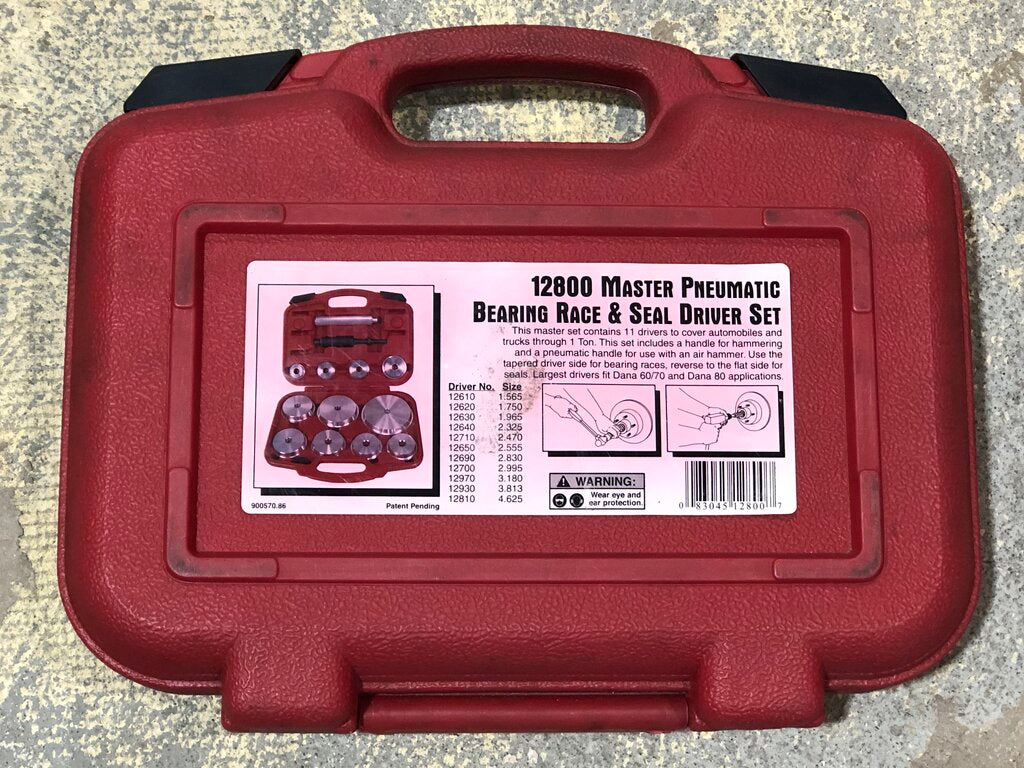 12800 MASTER PNEUMATIC
BEARING RACE & SEAL DRIVER SET
This master set contains 11 drivers to cover automobiles and
trucks through 1 Ton. This set includes a handle for hammering
and a pneumatic handle for use with an air hammer. Use the
tapered driver side for bearing races, reverse to the flat side for
seals. Largest drivers fit Dana 60/70 and Dana 80 applications.
Driver No. Size
12610 1.565
12620 1.750
12630 1.965
12640 2.325
12710 2.470
12650 2.555
12690 2.830
12700 2.995
12970 3.180
12930 3.813
12810 4.625
WARNING:
Wear eye and
ear protection.
0 83045 12800 7
900570.86
Patent Pending